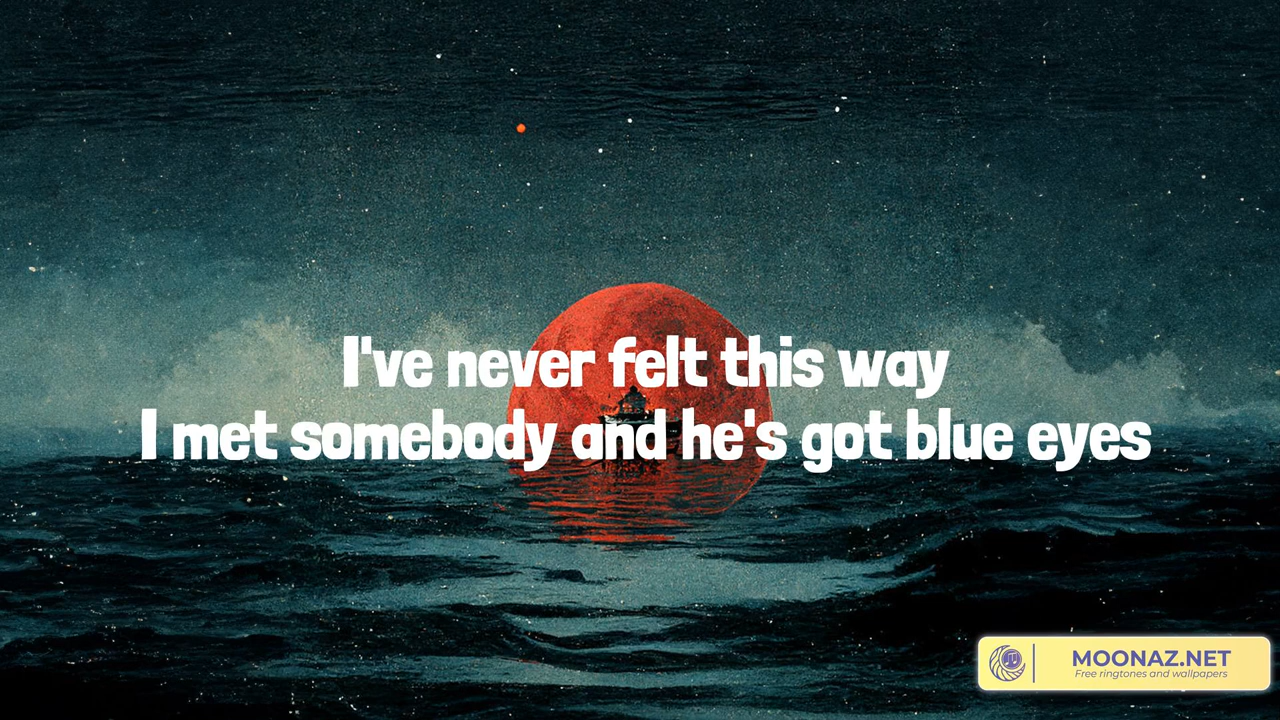 I've never felt this way
I met somebody and he's got blue eyes
MOONAZ.NET
Free ringtones and wallpapers